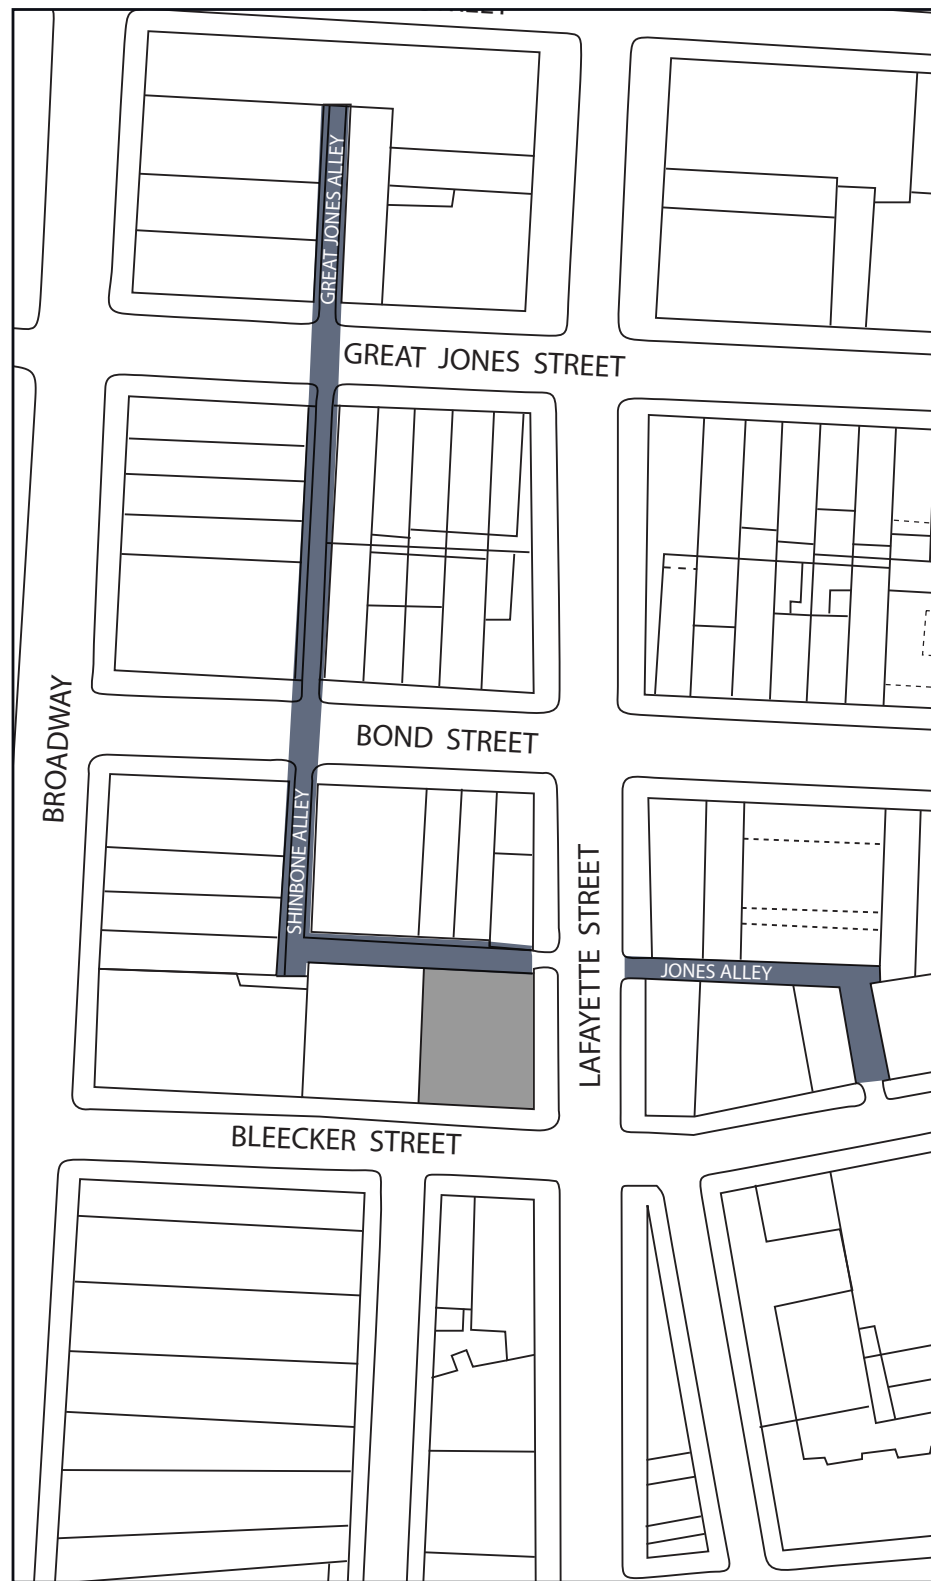 GREAT JONES ALLEY
GREAT JONES STREET
BROADWAY
BOND STREET
SHINBONE ALLEY
LAFAYETTE STREET
JONES ALLEY
BLEECKER STREET